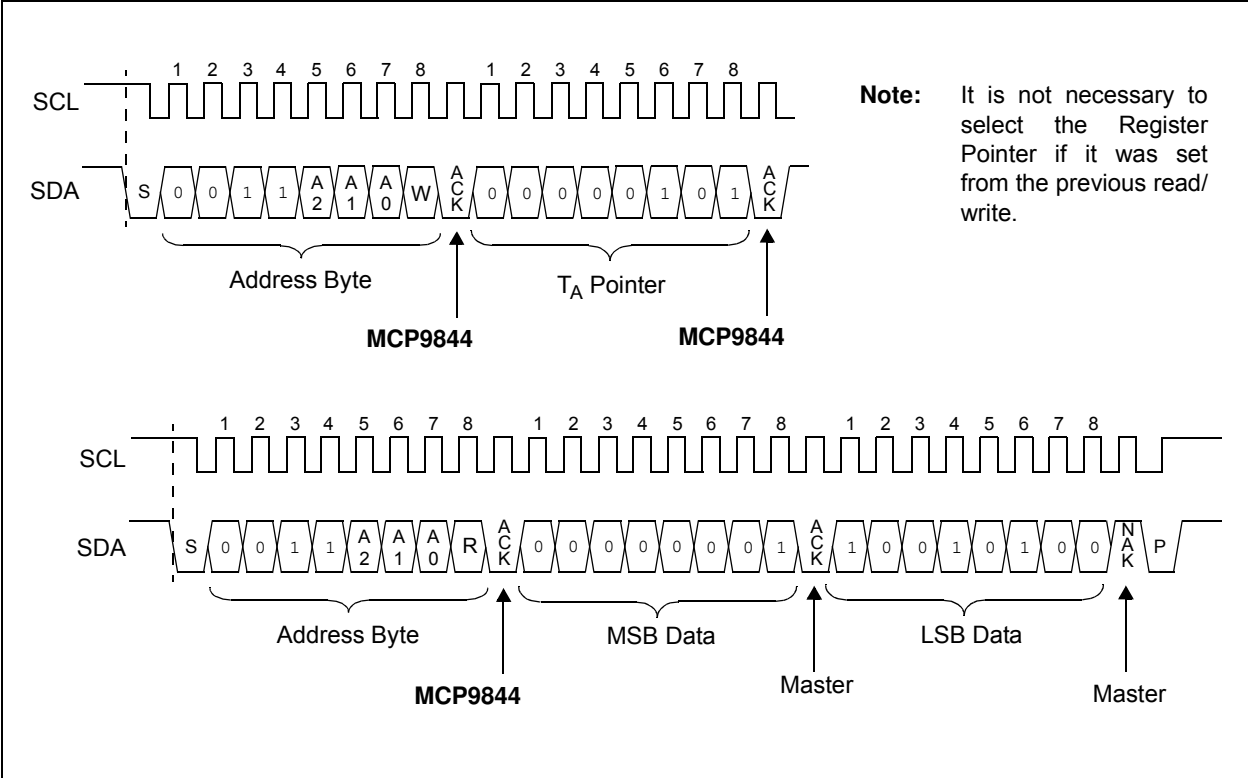 1 2 3 4 5 6 7 8 1 2 3 4 5 6 7 8
SCL
SDA
S 0 0 1 1 A2 A1 A0 W ACK 0 0 0 0 0 1 0 1 ACK
Address Byte
TA Pointer
MCP9844
MCP9844
Note: It is not necessary to
select the Register
Pointer if it was set
from the previous read/
write.
1 2 3 4 5 6 7 8 1 2 3 4 5 6 7 8 1 2 3 4 5 6 7 8
SCL
SDA
S 0 0 1 1 A2 A1 A0 R ACK 0 0 0 0 0 0 0 1 ACK 1 0 0 1 0 1 0 0 NAK P
Address Byte
MSB Data
LSB Data
MCP9844
Master
Master